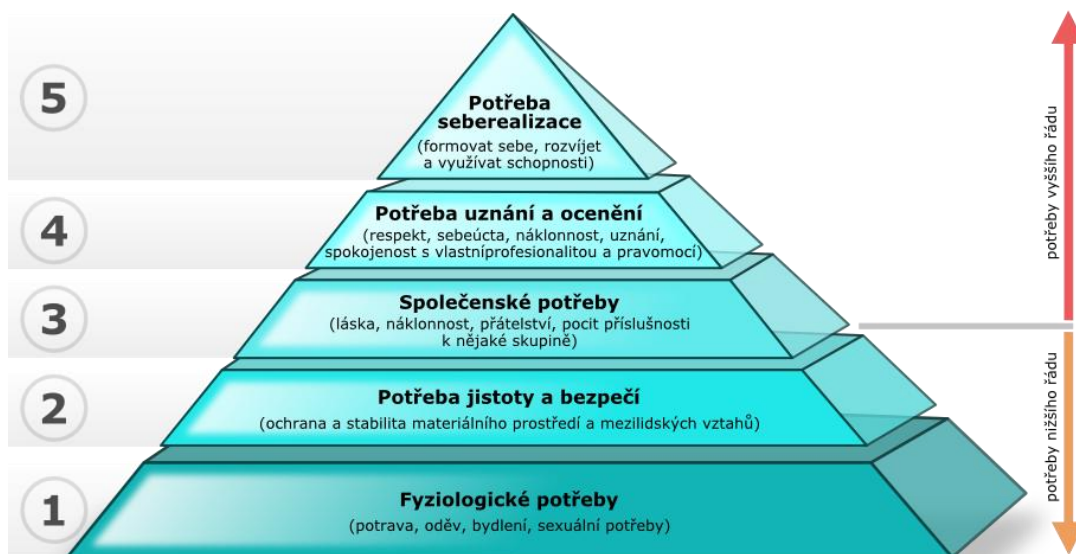 5
Potřeba
seberealizace
(formovat sebe, rozvíjet
a využívat schopnosti)
4
Potřeba uznání a ocenění
(respekt, sebeúcta, náklonnost, uznání,
spokojenost s vlastníprofesionalitou a pravomocí)
3
Společenské potřeby
(láska, náklonnost, přátelství, pocit příslušnosti
k nějaké skupině)
2
Potřeba jistoty a bezpečí
(ochrana a stabilita materiálního prostředí a mezilidských vztahů)
1
Fyziologické potřeby
(potrava, oděv, bydlení, sexuální potřeby)
potřeby vyššího řádu
potřeby nižšího řádu